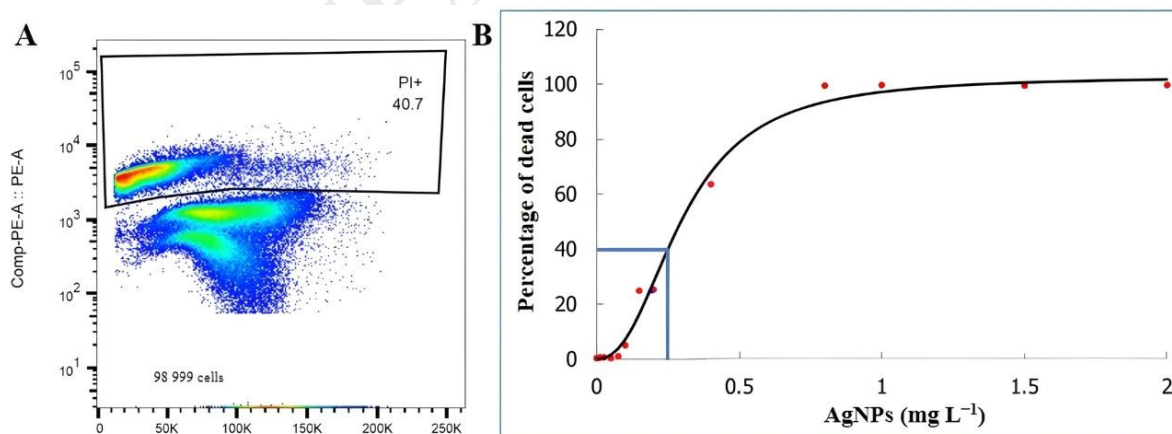 A
Comp-PE-A :: PE-A
10^5
10^4
10^3
10^2
10^1
PI+
40.7
98 999 cells
0 50K 100K 150K 200K 250K
B
Percentage of dead cells
120
100
80
60
40
20
0
0 0.5 1 1.5 2
AgNPs (mg L⁻¹)